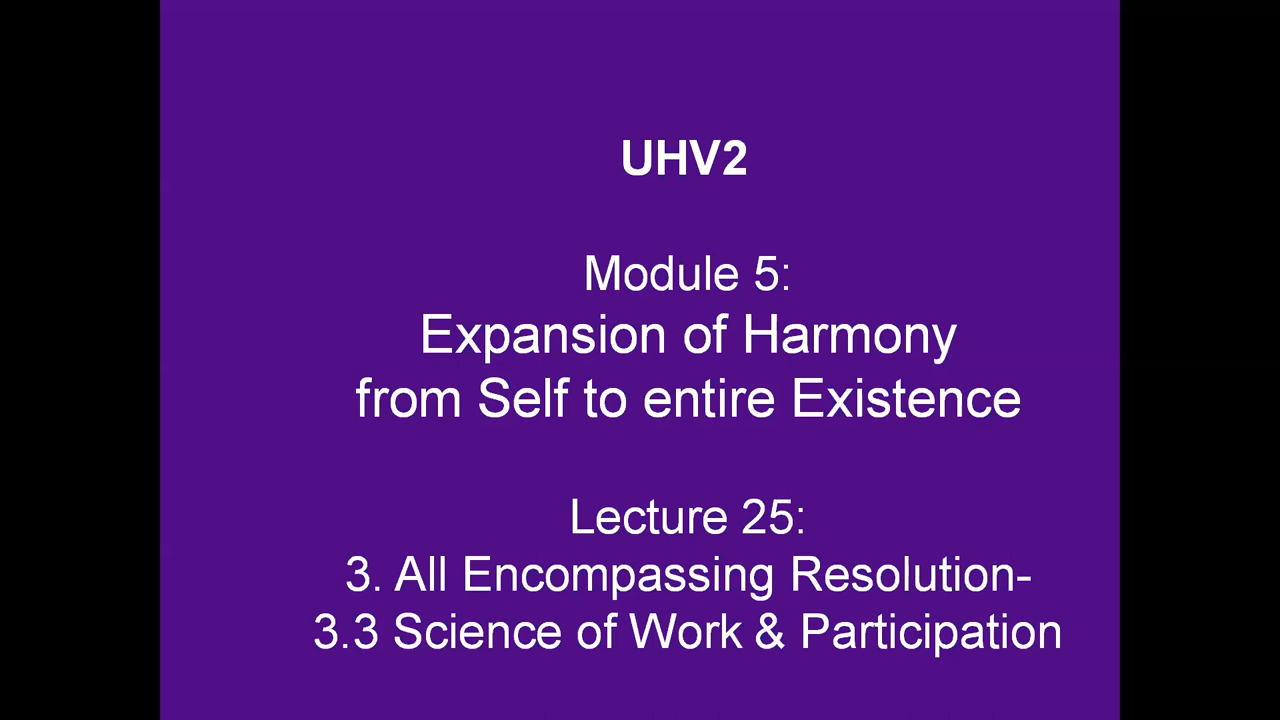 UHV2
Module 5:
Expansion of Harmony
from Self to entire Existence
Lecture 25:
3. All Encompassing Resolution-
3.3 Science of Work & Participation